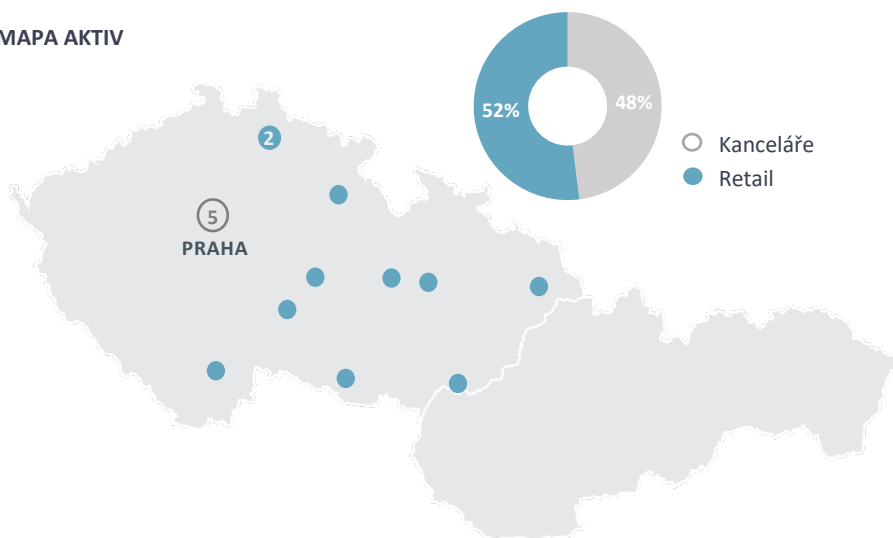 MAPA AKTIV
52%
48%
Kanceláře
Retail
2
5
PRAHA